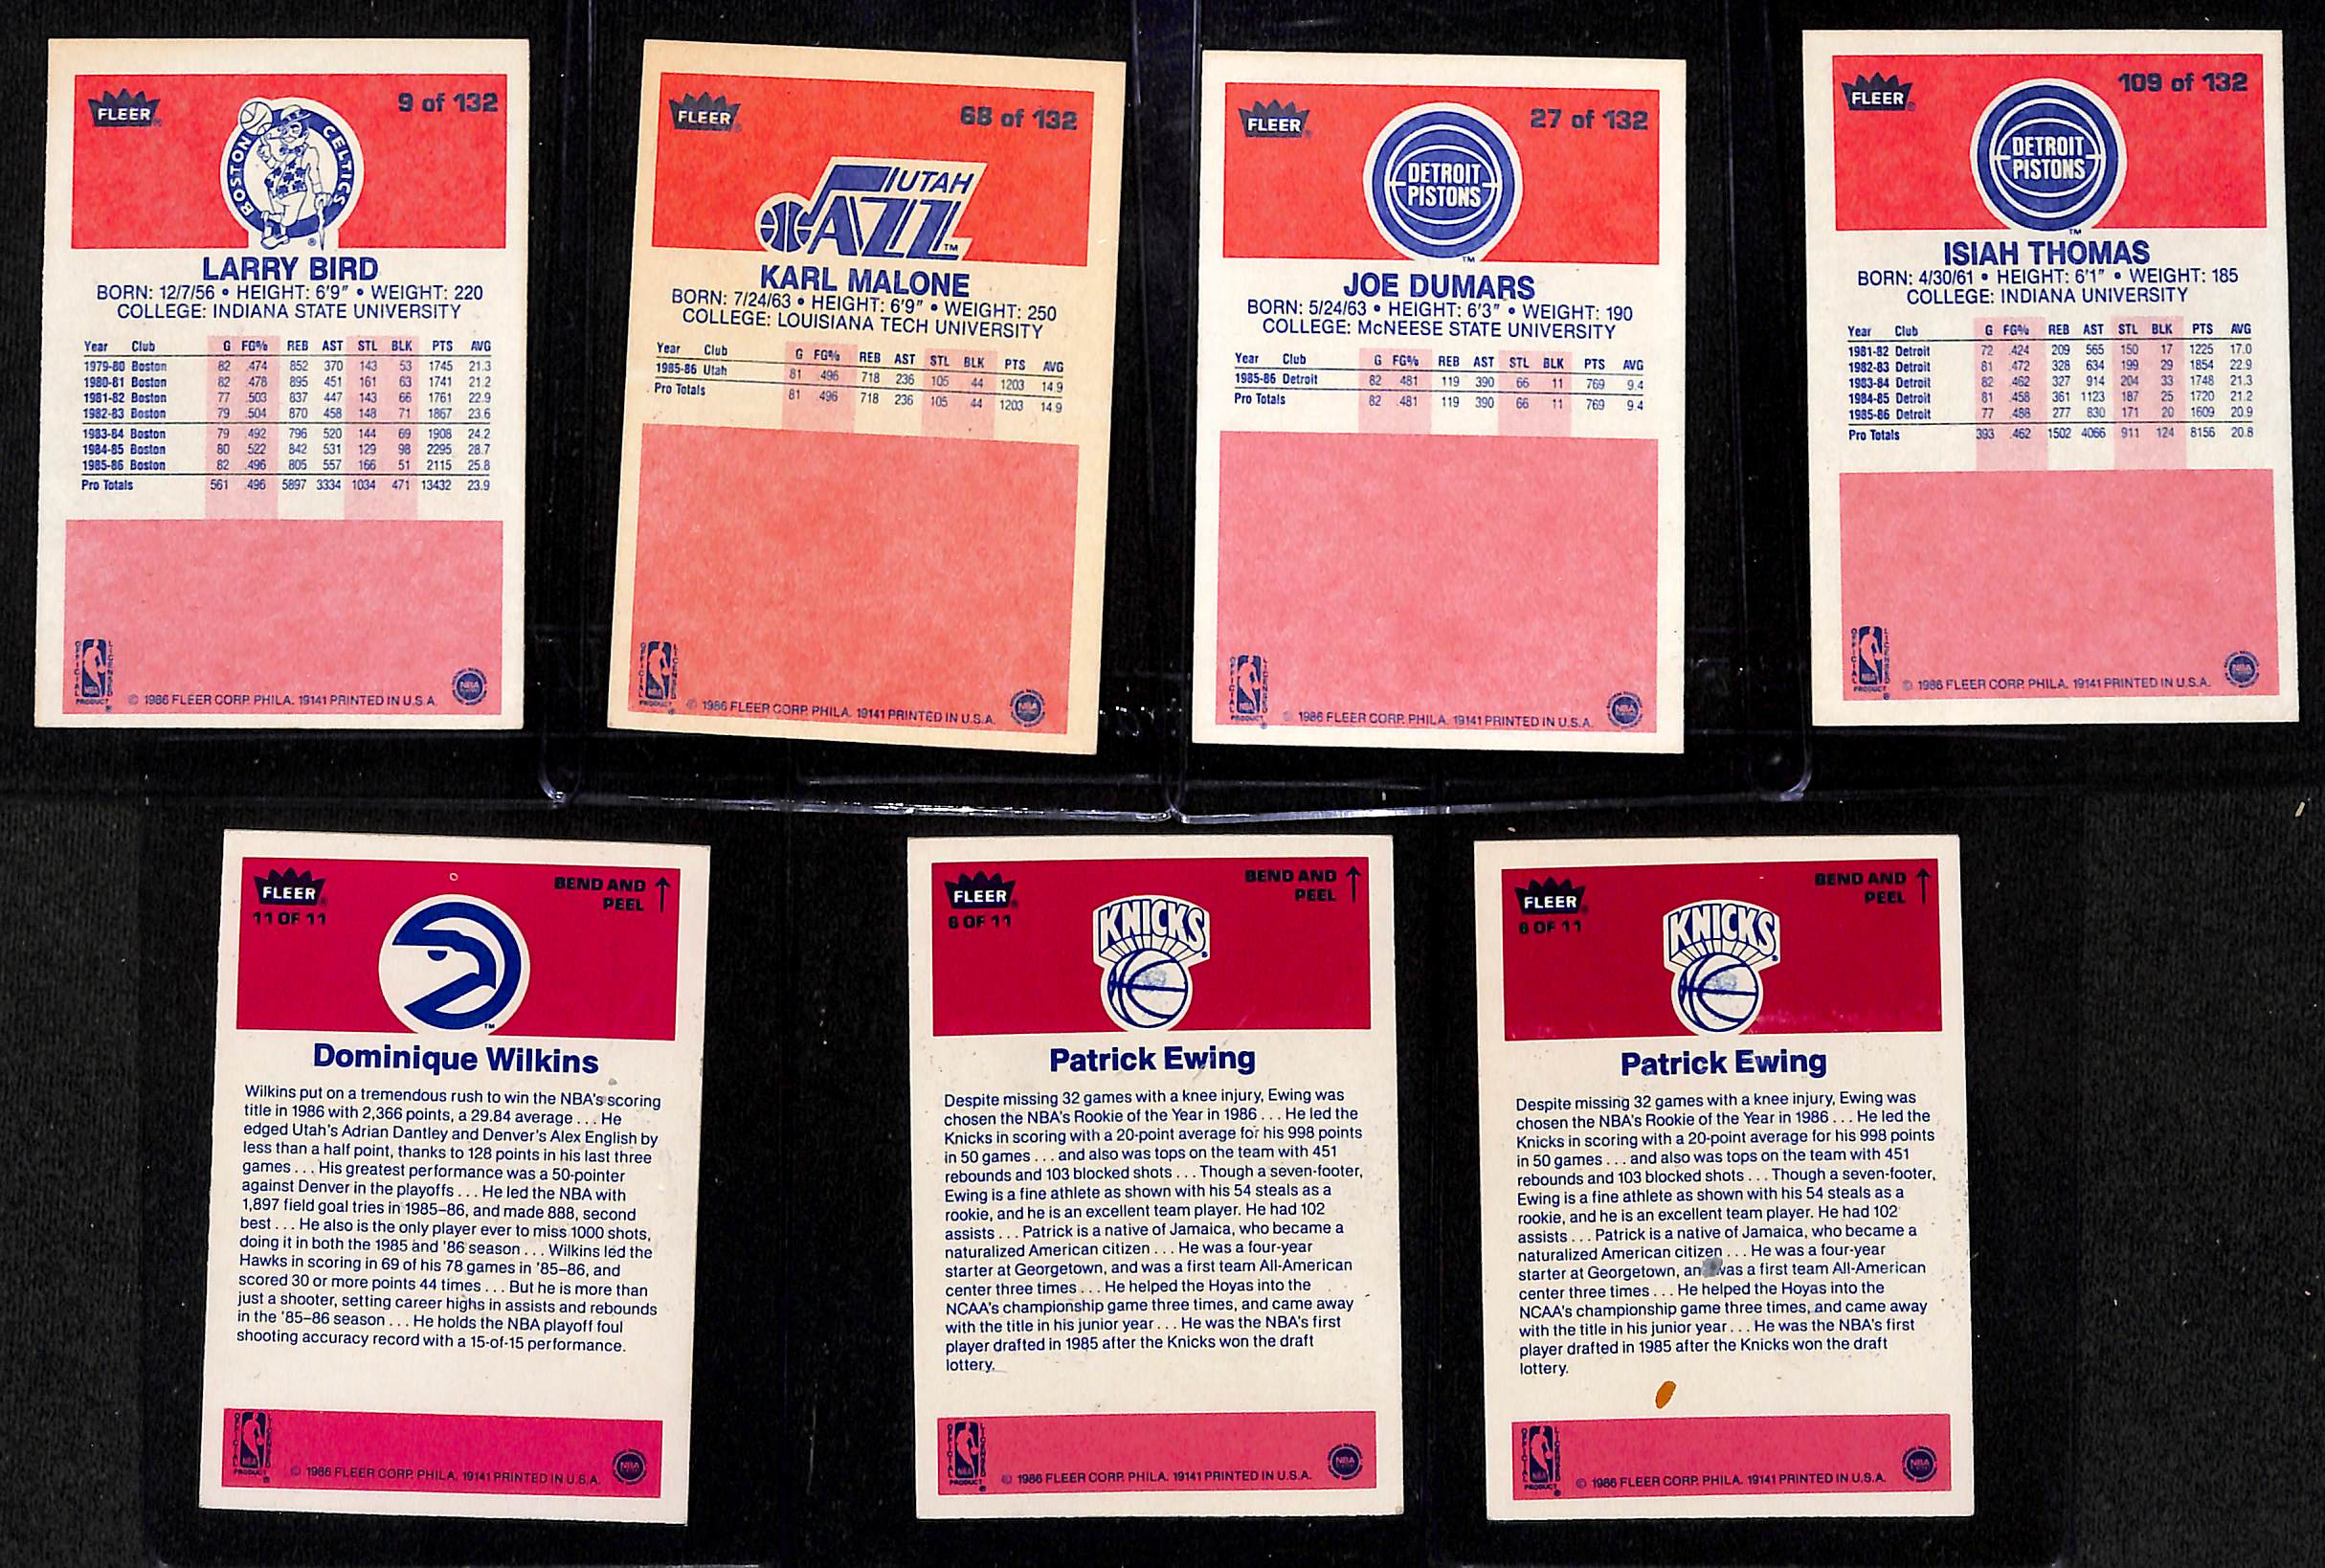 FLEER
9 of 132
BOSTON CELTICS
LARRY BIRD
BORN: 12/7/56 • HEIGHT: 6'9" • WEIGHT: 220
COLLEGE: INDIANA STATE UNIVERSITY
Year Club G FG% REB AST STL BLK PTS AVG
1979-80 Boston 82 .474 852 370 143 53 1745 21.3
1980-81 Boston 82 .478 895 451 161 63 1741 21.2
1981-82 Boston 77 .503 837 447 143 66 1761 22.9
1982-83 Boston 79 .504 870 458 148 71 1867 23.6
1983-84 Boston 79 .492 796 520 144 69 1908 24.2
1984-85 Boston 80 .522 842 531 129 98 2295 28.7
1985-86 Boston 82 .496 805 557 166 51 2115 25.8
Pro Totals 561 .496 5897 3334 1034 471 13432 23.9
OFFICIAL LICENSED PRODUCT
NBA
© 1986 FLEER CORP. PHILA. 19141 PRINTED IN U.S.A.
NBA
FLEER
68 of 132
UTAH
JAZZ
KARL MALONE
BORN: 7/24/63 • HEIGHT: 6'9" • WEIGHT: 250
COLLEGE: LOUISIANA TECH UNIVERSITY
Year Club G FG% REB AST STL BLK PTS AVG
1985-86 Utah 81 .496 718 236 105 44 1203 14.9
Pro Totals 81 .496 718 236 105 44 1203 14.9
OFFICIAL LICENSED PRODUCT
NBA
© 1986 FLEER CORP. PHILA. 19141 PRINTED IN U.S.A.
NBA
FLEER
27 of 132
DETROIT
PISTONS
JOE DUMARS
BORN: 5/24/63 • HEIGHT: 6'3" • WEIGHT: 190
COLLEGE: McNEESE STATE UNIVERSITY
Year Club G FG% REB AST STL BLK PTS AVG
1985-86 Detroit 82 .481 119 390 66 11 769 9.4
Pro Totals 82 .481 119 390 66 11 769 9.4
OFFICIAL LICENSED PRODUCT
NBA
© 1986 FLEER CORP. PHILA. 19141 PRINTED IN U.S.A.
NBA
FLEER
109 of 132
DETROIT
PISTONS
ISIAH THOMAS
BORN: 4/30/61 • HEIGHT: 6'1" • WEIGHT: 185
COLLEGE: INDIANA UNIVERSITY
Year Club G FG% REB AST STL BLK PTS AVG
1981-82 Detroit 72 .424 209 565 150 17 1225 17.0
1982-83 Detroit 81 .472 328 634 199 29 1854 22.9
1983-84 Detroit 82 .462 327 914 204 33 1748 21.3
1984-85 Detroit 81 .458 361 1123 187 25 1720 21.2
1985-86 Detroit 77 .488 277 830 171 20 1609 20.9
Pro Totals 393 .462 1502 4066 911 124 8156 20.8
OFFICIAL LICENSED PRODUCT
NBA
© 1986 FLEER CORP. PHILA. 19141 PRINTED IN U.S.A.
NBA
FLEER
11 OF 11
BEND AND
PEEL
Dominique Wilkins
Wilkins put on a tremendous rush to win the NBA's scoring
title in 1986 with 2,366 points, a 29.84 average . . . He
edged Utah's Adrian Dantley and Denver's Alex English by
less than a half point, thanks to 128 points in his last three
games . . . His greatest performance was a 50-pointer
against Denver in the playoffs . . . He led the NBA with
1,897 field goal tries in 1985–86, and made 888, second
best . . . He also is the only player ever to miss 1000 shots,
doing it in both the 1985 and '86 season . . . Wilkins led the
Hawks in scoring in 69 of his 78 games in '85–86, and
scored 30 or more points 44 times . . . But he is more than
just a shooter, setting career highs in assists and rebounds
in the '85–86 season . . . He holds the NBA playoff foul
shooting accuracy record with a 15-of-15 performance.
OFFICIAL LICENSED PRODUCT
NBA
© 1986 FLEER CORP. PHILA. 19141 PRINTED IN U.S.A.
NBA
FLEER
6 OF 11
BEND AND
PEEL
KNICKS
Patrick Ewing
Despite missing 32 games with a knee injury, Ewing was
chosen the NBA's Rookie of the Year in 1986 . . . He led the
Knicks in scoring with a 20-point average for his 998 points
in 50 games . . . and also was tops on the team with 451
rebounds and 103 blocked shots . . . Though a seven-footer,
Ewing is a fine athlete as shown with his 54 steals as a
rookie, and he is an excellent team player. He had 102
assists . . . Patrick is a native of Jamaica, who became a
naturalized American citizen . . . He was a four-year
starter at Georgetown, and was a first team All-American
center three times . . . He helped the Hoyas into the
NCAA's championship game three times, and came away
with the title in his junior year . . . He was the NBA's first
player drafted in 1985 after the Knicks won the draft
lottery.
OFFICIAL LICENSED PRODUCT
NBA
© 1986 FLEER CORP. PHILA. 19141 PRINTED IN U.S.A.
NBA
FLEER
6 OF 11
BEND AND
PEEL
KNICKS
Patrick Ewing
Despite missing 32 games with a knee injury, Ewing was
chosen the NBA's Rookie of the Year in 1986 . . . He led the
Knicks in scoring with a 20-point average for his 998 points
in 50 games . . . and also was tops on the team with 451
rebounds and 103 blocked shots . . . Though a seven-footer,
Ewing is a fine athlete as shown with his 54 steals as a
rookie, and he is an excellent team player. He had 102
assists . . . Patrick is a native of Jamaica, who became a
naturalized American citizen . . . He was a four-year
starter at Georgetown, and was a first team All-American
center three times . . . He helped the Hoyas into the
NCAA's championship game three times, and came away
with the title in his junior year . . . He was the NBA's first
player drafted in 1985 after the Knicks won the draft
lottery.
OFFICIAL LICENSED PRODUCT
NBA
© 1986 FLEER CORP. PHILA. 19141 PRINTED IN U.S.A.
NBA